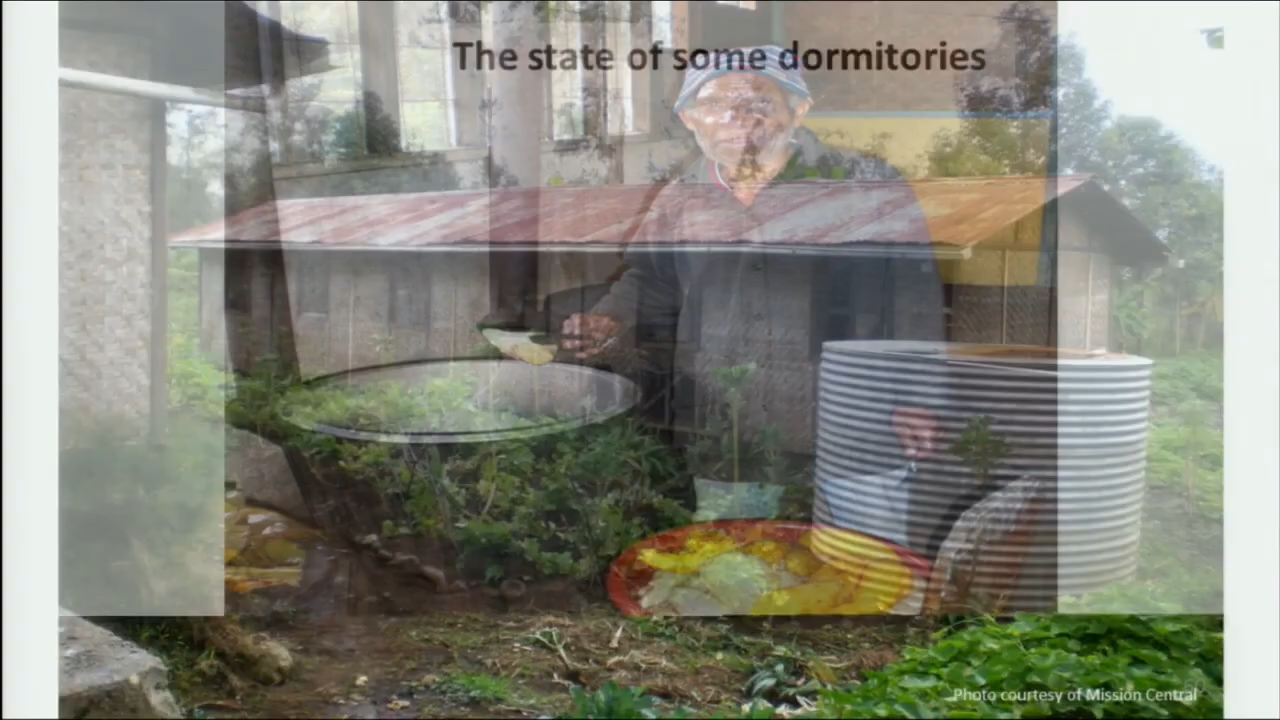 The state of some dormitories
Photo courtesy of Mission Central